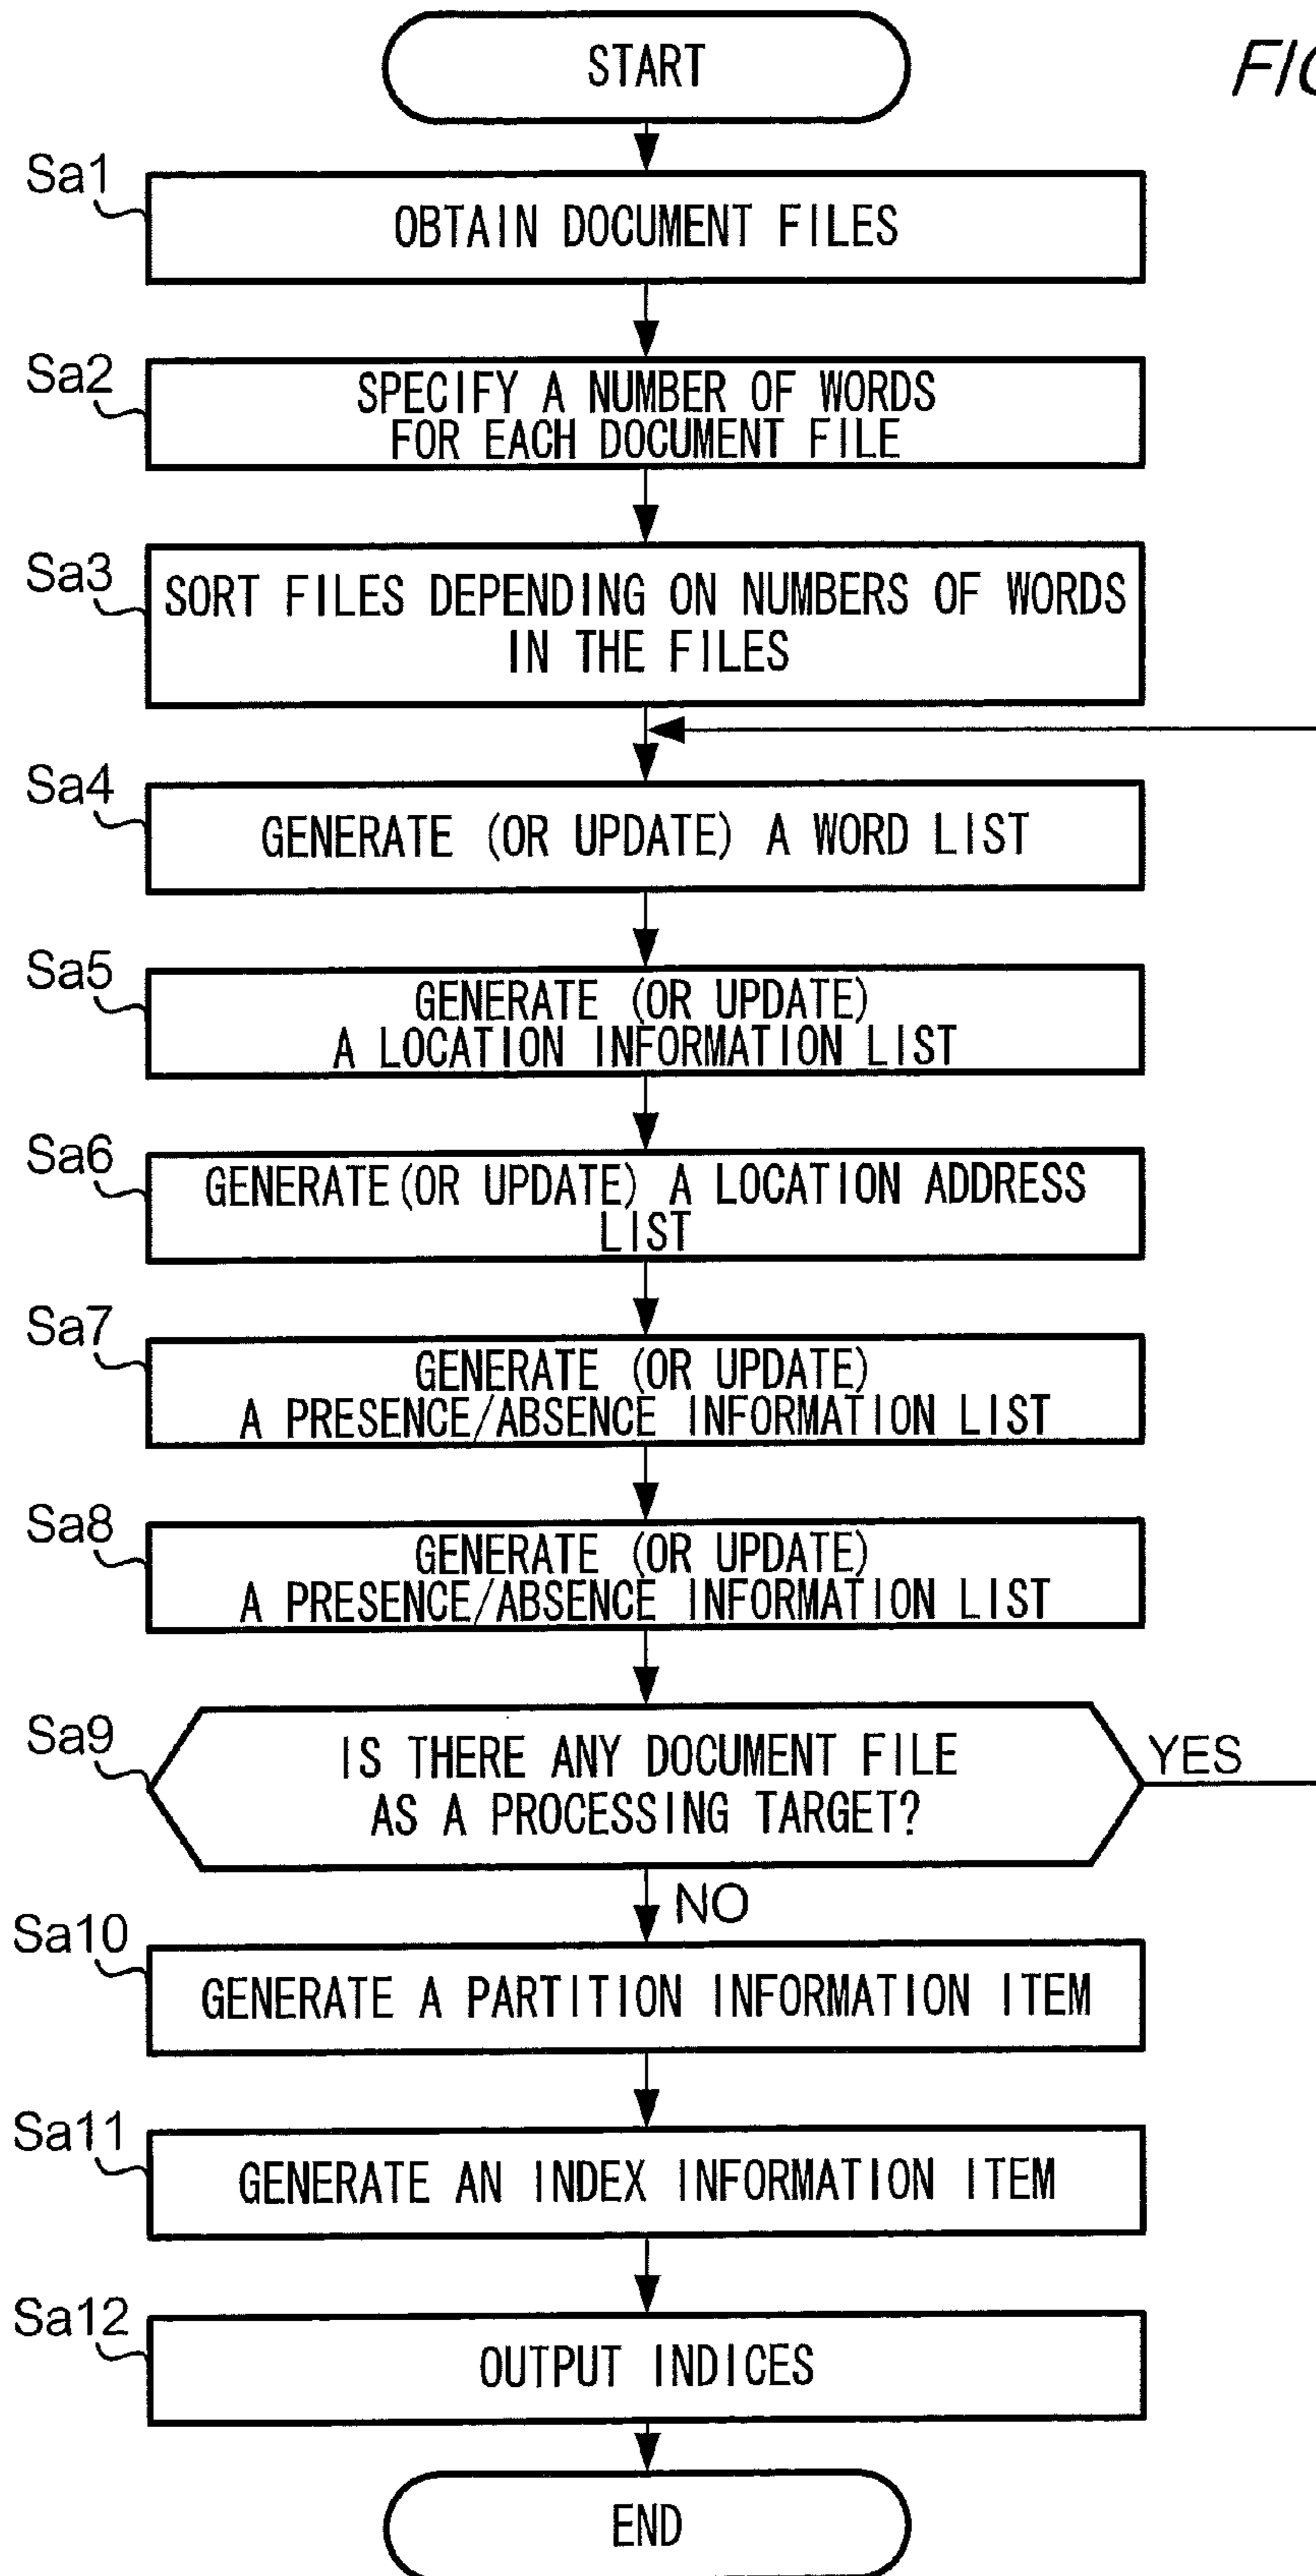 START
FIG
Sa1
OBTAIN DOCUMENT FILES
Sa2
SPECIFY A NUMBER OF WORDS
FOR EACH DOCUMENT FILE
Sa3
SORT FILES DEPENDING ON NUMBERS OF WORDS
IN THE FILES
Sa4
GENERATE (OR UPDATE) A WORD LIST
Sa5
GENERATE (OR UPDATE)
A LOCATION INFORMATION LIST
Sa6
GENERATE(OR UPDATE) A LOCATION ADDRESS
LIST
Sa7
GENERATE (OR UPDATE)
A PRESENCE/ABSENCE INFORMATION LIST
Sa8
GENERATE (OR UPDATE)
A PRESENCE/ABSENCE INFORMATION LIST
Sa9
IS THERE ANY DOCUMENT FILE
AS A PROCESSING TARGET?
YES
NO
Sa10
GENERATE A PARTITION INFORMATION ITEM
Sa11
GENERATE AN INDEX INFORMATION ITEM
Sa12
OUTPUT INDICES
END